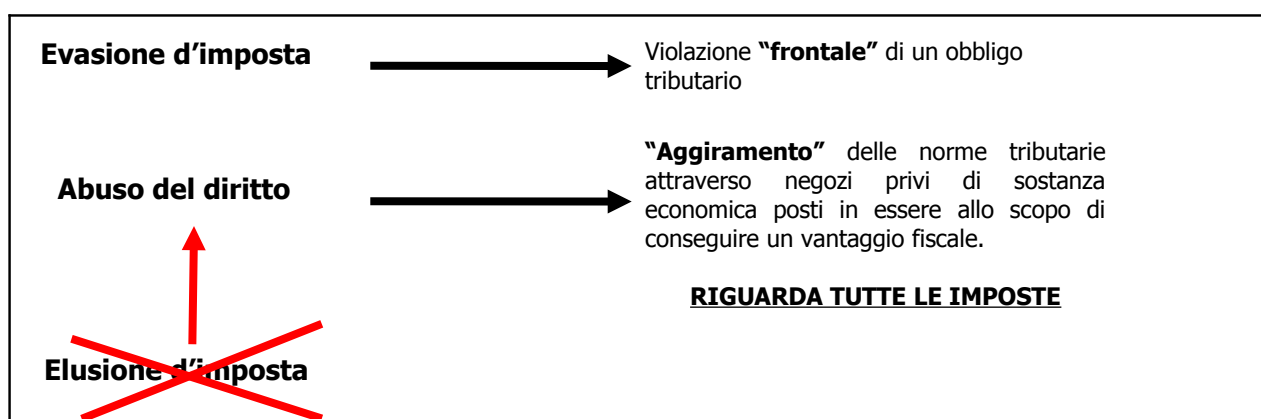 Evasione d’imposta
Violazione “frontale” di un obbligo
tributario
Abuso del diritto
“Aggiramento” delle norme tributarie
attraverso negozi privi di sostanza
economica posti in essere allo scopo di
conseguire un vantaggio fiscale.
RIGUARDA TUTTE LE IMPOSTE
Elusione d’imposta